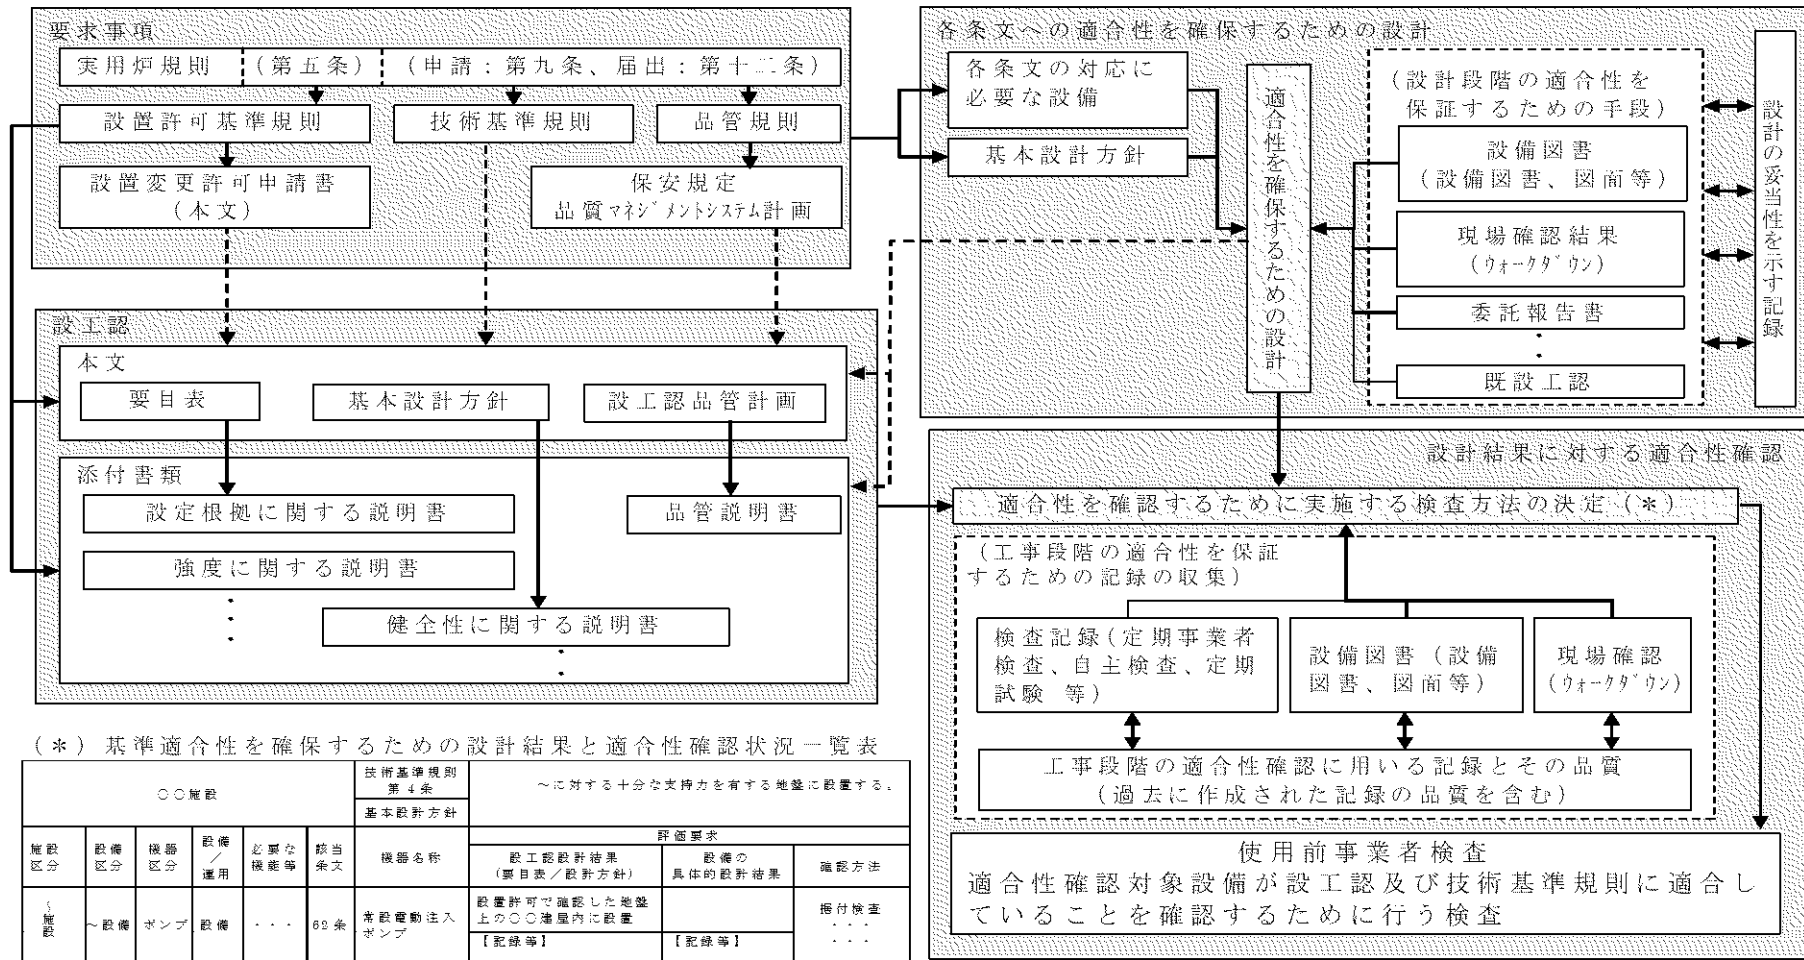 要求事項
実用炉規則 (第五条) (申請：第九条、届出：第十二条)
設置許可基準規則
技術基準規則
品管規則
設置変更許可申請書
(本文)
保安規定
品質マネジメントシステム計画
設工認
本文
要目表
基本設計方針
設工認品管計画
添付書類
設定根拠に関する説明書
品管説明書
強度に関する説明書
・
・
・
健全性に関する説明書
・
・
各条文への適合性を確保するための設計
各条文の対応に
必要な設備
基本設計方針
適合性を確保するための設計
(設計段階の適合性を
保証するための手段)
設備図書
(設備図書、図面等)
現場確認結果
(ウォークダウン)
委託報告書
・
・
既設工認
設計の妥当性を示す記録
設計結果に対する適合性確認
適合性を確認するために実施する検査方法の決定 (＊)
(工事段階の適合性を保証
するための記録の収集)
検査記録(定期事業者
検査、自主検査、定期
試験 等)
設備図書 (設備
図書、図面等)
現場確認
(ウォークダウン)
工事段階の適合性確認に用いる記録とその品質
(過去に作成された記録の品質を含む)
使用前事業者検査
適合性確認対象設備が設工認及び技術基準規則に適合し
ていることを確認するために行う検査
(＊) 基準適合性を確保するための設計結果と適合性確認状況一覧表
○○施設
技術基準規則
第4条
基本設計方針
～に対する十分な支持力を有する地盤に設置する。
施設
区分
設備
区分
機器
区分
設備
／
運用
必要な
機能等
該当
条文
機器名称
評価要求
設工認設計結果
(要目表／設計方針)
設備の
具体的設計結果
確認方法
～施設
～設備
ポンプ
設備
・・・
62条
常設電動注入
ポンプ
設置許可で確認した地盤
上の○○建屋内に設置
【記録等】
【記録等】
据付検査
・・・
・・・